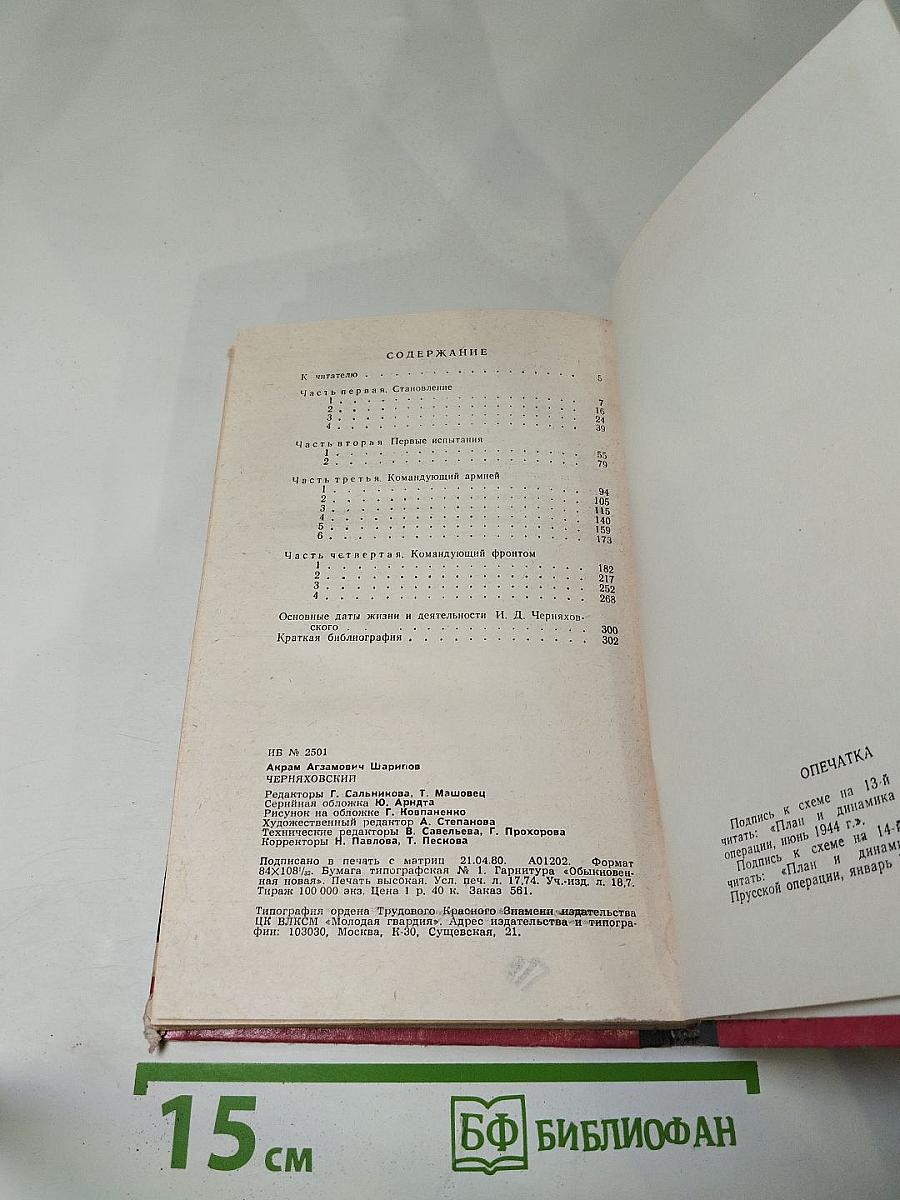 СОДЕРЖАНИЕ
К читателю . . . . . . . . . . . . . . . . 5
Часть первая. Становление
1 . . . . . . . . . . . . . . . . 7
2 . . . . . . . . . . . . . . . . 16
3 . . . . . . . . . . . . . . . . 24
4 . . . . . . . . . . . . . . . . 39
Часть вторая. Первые испытания
1 . . . . . . . . . . . . . . . . 55
2 . . . . . . . . . . . . . . . . 79
Часть третья. Командующий армией
1 . . . . . . . . . . . . . . . . 94
2 . . . . . . . . . . . . . . . . 105
3 . . . . . . . . . . . . . . . . 115
4 . . . . . . . . . . . . . . . . 140
5 . . . . . . . . . . . . . . . . 159
6 . . . . . . . . . . . . . . . . 173
Часть четвертая. Командующий фронтом
1 . . . . . . . . . . . . . . . . 182
2 . . . . . . . . . . . . . . . . 217
3 . . . . . . . . . . . . . . . . 252
4 . . . . . . . . . . . . . . . . 268
Основные даты жизни и деятельности И. Д. Черняхов-
ского . . . . . . . . . . . . . . . . 300
Краткая библиография . . . . . . . . . . . . 302
ИБ № 2501
Акрам Агзамович Шарипов
ЧЕРНЯХОВСКИЙ
Редакторы Г. Сальникова, Т. Машовец
Серийная обложка Ю. Арндта
Рисунок на обложке Г. Ковпаненко
Художественный редактор А. Степанова
Технические редакторы В. Савельева, Г. Прохорова
Корректоры Н. Павлова, Т. Пескова
Подписано в печать с матриц 21.04.80. А01202. Формат
84×108¹/₃₂. Бумага типографская № 1. Гарнитура «Обыкновен-
ная новая». Печать высокая. Усл. печ. л. 17,74. Уч.-изд. л. 18,7.
Тираж 100 000 экз. Цена 1 р. 40 к. Заказ 581.
Типография ордена Трудового Красного Знамени издательства
ЦК ВЛКСМ «Молодая гвардия». Адрес издательства и типогра-
фии: 103030, Москва, К-30, Сущевская, 21.
ОПЕЧАТКА
Подпись к схеме на 13-й
читать: «План и динамика
операции, июнь 1944 г.».
Подпись к схеме на 14-й
читать: «План и динами
Прусской операции, январь
15 см
БФ БИБЛИОФАН